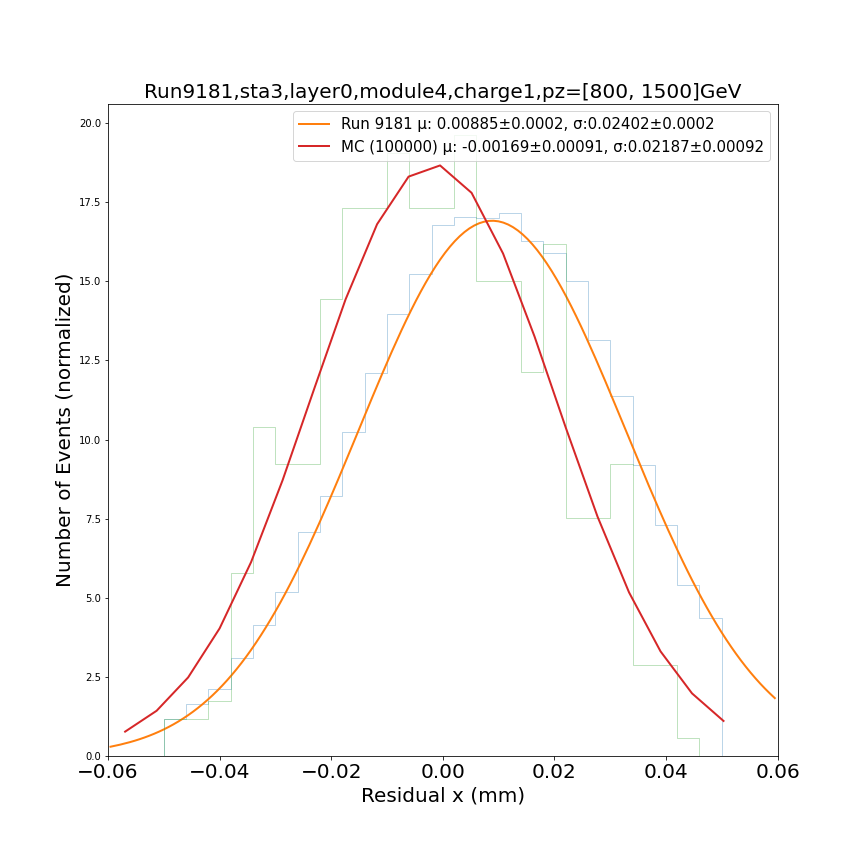 Run9181,sta3,layer0,module4,charge1,pz=[800, 1500]GeV
Run 9181 μ: 0.00885±0.0002, σ:0.02402±0.0002
MC (100000) μ: -0.00169±0.00091, σ:0.02187±0.00092
20.0
17.5
15.0
12.5
10.0
7.5
5.0
2.5
0.0
Number of Events (normalized)
−0.06 −0.04 −0.02 0.00 0.02 0.04 0.06
Residual x (mm)